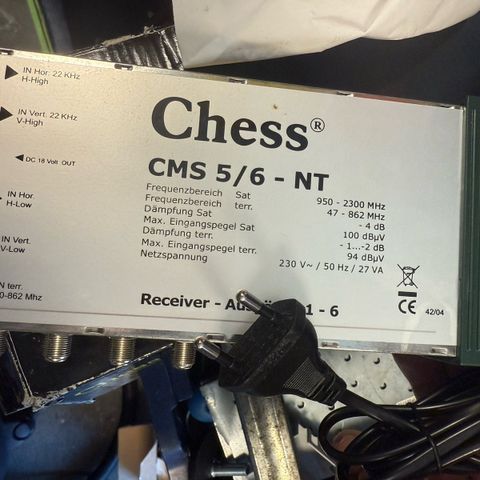 IN Hor. 22 KHz
H-High
IN Vert. 22 KHz
V-High
DC 18 Volt OUT
IN Hor.
H-Low
IN Vert.
V-Low
terr.
862 Mhz
Chess®
CMS 5/6 - NT
Frequenzbereich Sat 950 - 2300 MHz
Frequenzbereich terr. 47 - 862 MHz
Dämpfung Sat - 4 dB
Max. Eingangspegel Sat 100 dBµV
Dämpfung terr. - 1...-2 dB
Max. Eingangspegel terr. 94 dBµV
Netzspannung 230 V~ / 50 Hz / 27 VA
Receiver - 1 - 6
CE 42/04